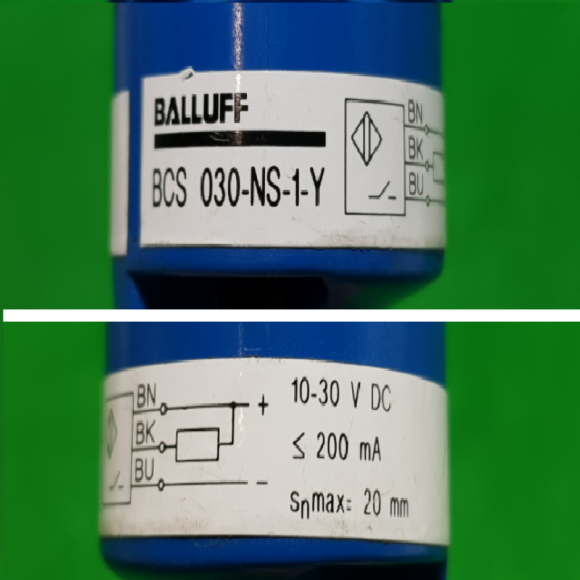 BALLUFF
BCS 030-NS-1-Y
BN
BK
BU
BN
+
10-30 V DC
BK
≤ 200 mA
BU
−
Snmax= 20 mm